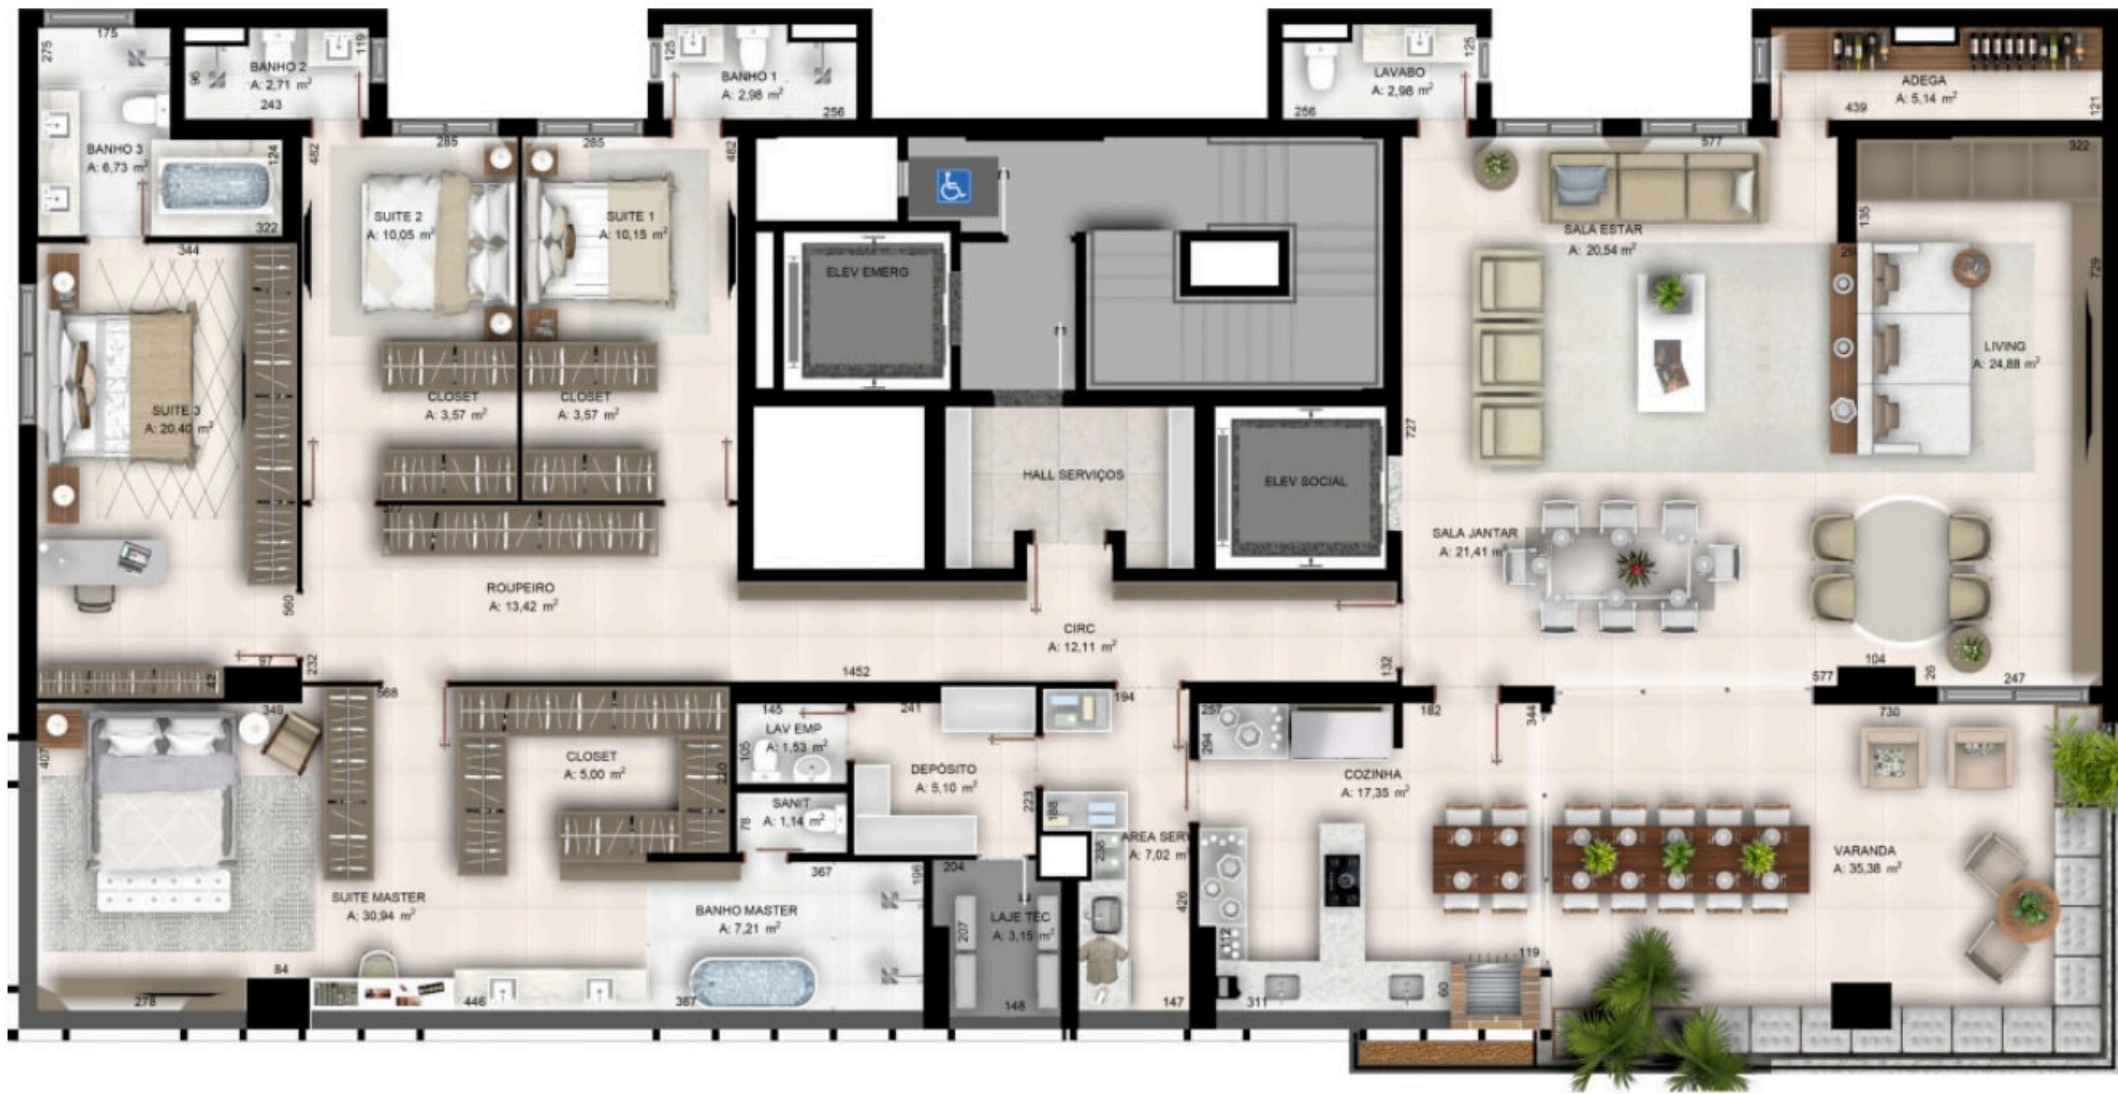 175
275
BANHO 2
A: 2,71 m²
243
96
119
125
BANHO 1
A: 2,98 m²
256
LAVABO
A: 2,98 m²
256
125
ADEGA
A: 5,14 m²
439
121
BANHO 3
A: 6,73 m²
124
322
344
482
285
285
482
SUITE 2
A: 10,05 m²
SUITE 1
A: 10,15 m²
ELEV EMERG
577
322
SALA ESTAR
A: 20,54 m²
135
729
LIVING
A: 24,88 m²
SUITE 3
A: 20,40 m²
CLOSET
A: 3,57 m²
CLOSET
A: 3,57 m²
727
HALL SERVIÇOS
ELEV SOCIAL
577
SALA JANTAR
A: 21,41 m
ROUPEIRO
A: 13,42 m²
560
CIRC
A: 12,11 m²
97
232
42
1452
132
577
104
26
247
568
349
407
145
LAV EMP
A: 1,53 m²
105
241
194
257
294
182
344
730
CLOSET
A: 5,00 m²
220
DEPÓSITO
A: 5,10 m²
COZINHA
A: 17,35 m²
SANIT
A: 1,14 m²
78
223
188
AREA SERV
A: 7,02 m
238
VARANDA
A: 35,38 m²
367
198
204
SUITE MASTER
A: 30,94 m²
BANHO MASTER
A: 7,21 m²
LAJE TEC
A: 3,15 m²
207
426
112
119
84
278
446
367
148
147
311
60